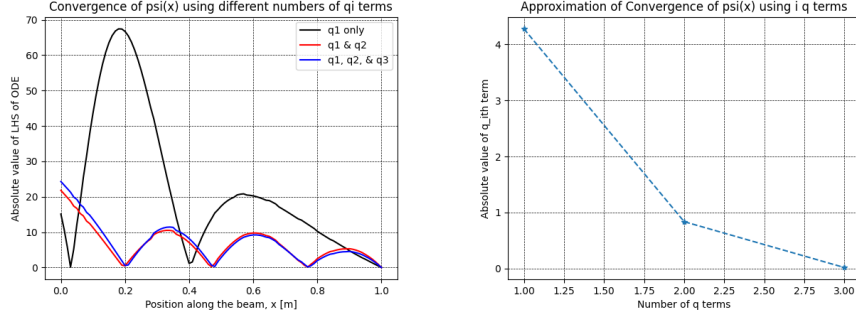 Convergence of psi(x) using different numbers of qi terms
70
60
50
40
30
20
10
0
Absolute value of LHS of ODE
q1 only
q1 & q2
q1, q2, & q3
0.0 0.2 0.4 0.6 0.8 1.0
Position along the beam, x [m]
Approximation of Convergence of psi(x) using i q terms
4
3
2
1
0
Absolute value of q_ith term
1.00 1.25 1.50 1.75 2.00 2.25 2.50 2.75 3.00
Number of q terms